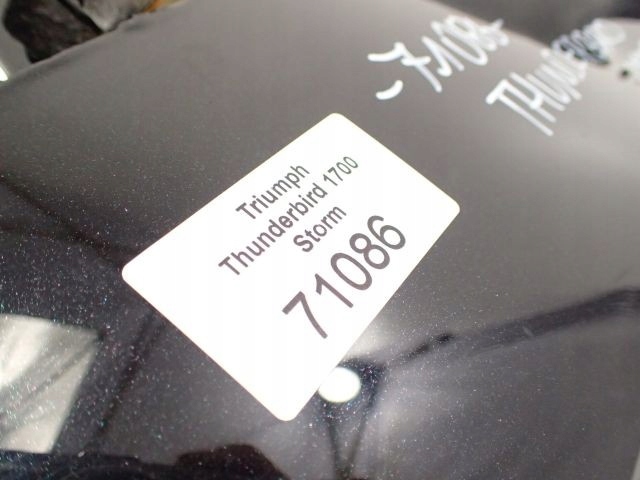 Triumph
Thunderbird 1700
Storm
71086